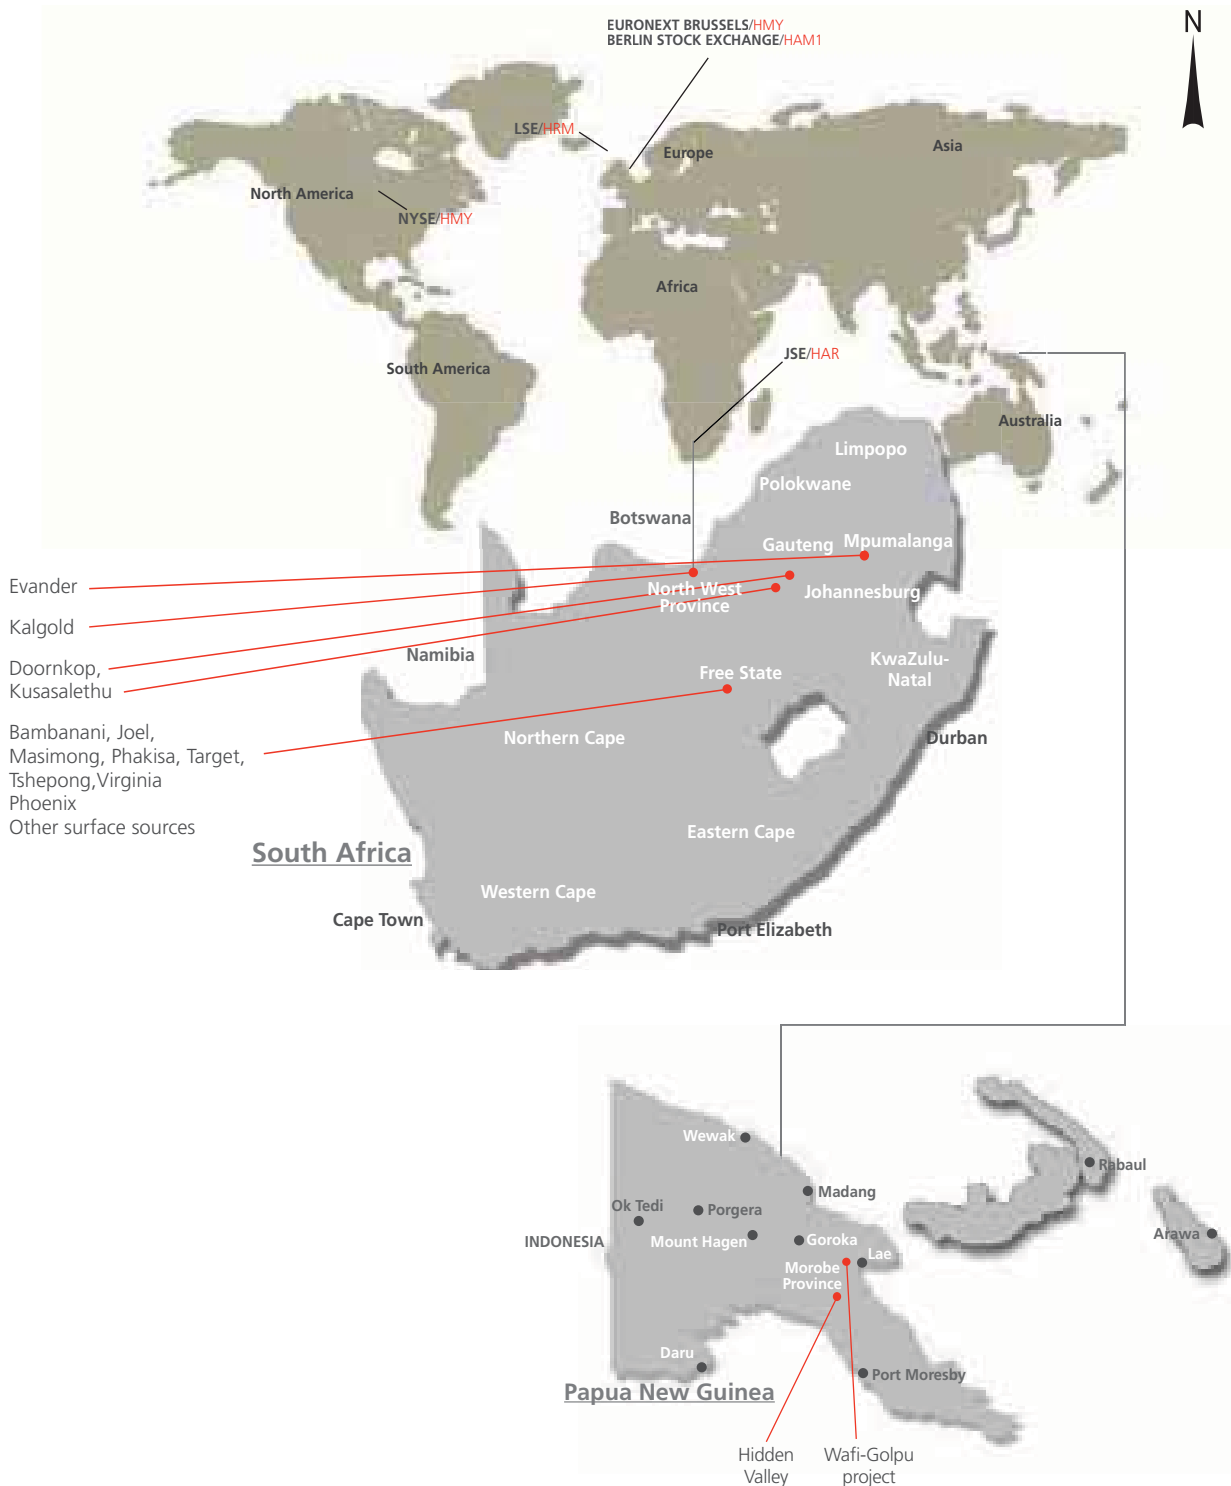 EURONEXT BRUSSELS/HMY
BERLIN STOCK EXCHANGE/HAM1
N
LSE/HRM
Europe
Asia
North America
NYSE/HMY
Africa
JSE/HAR
South America
Australia
Limpopo
Polokwane
Botswana
Gauteng
Mpumalanga
Evander
North West
Province
Johannesburg
Kalgold
Namibia
Doornkop,
Kusasalethu
KwaZulu-
Natal
Free State
Bambanani, Joel,
Masimong, Phakisa, Target,
Tshepong,Virginia
Phoenix
Other surface sources
Northern Cape
Durban
Eastern Cape
South Africa
Western Cape
Cape Town
Port Elizabeth
Wewak
Rabaul
Madang
Ok Tedi
Porgera
Arawa
INDONESIA
Mount Hagen
Goroka
Lae
Morobe
Province
Daru
Port Moresby
Papua New Guinea
Hidden
Valley
Wafi-Golpu
project